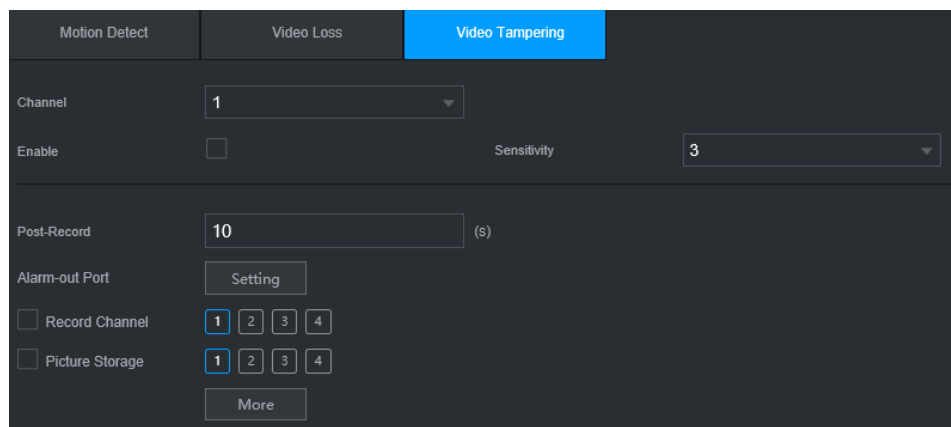 Motion Detect Video Loss Video Tampering
Channel 1
Enable Sensitivity 3
Post-Record 10 (s)
Alarm-out Port Setting
Record Channel 1 2 3 4
Picture Storage 1 2 3 4
More